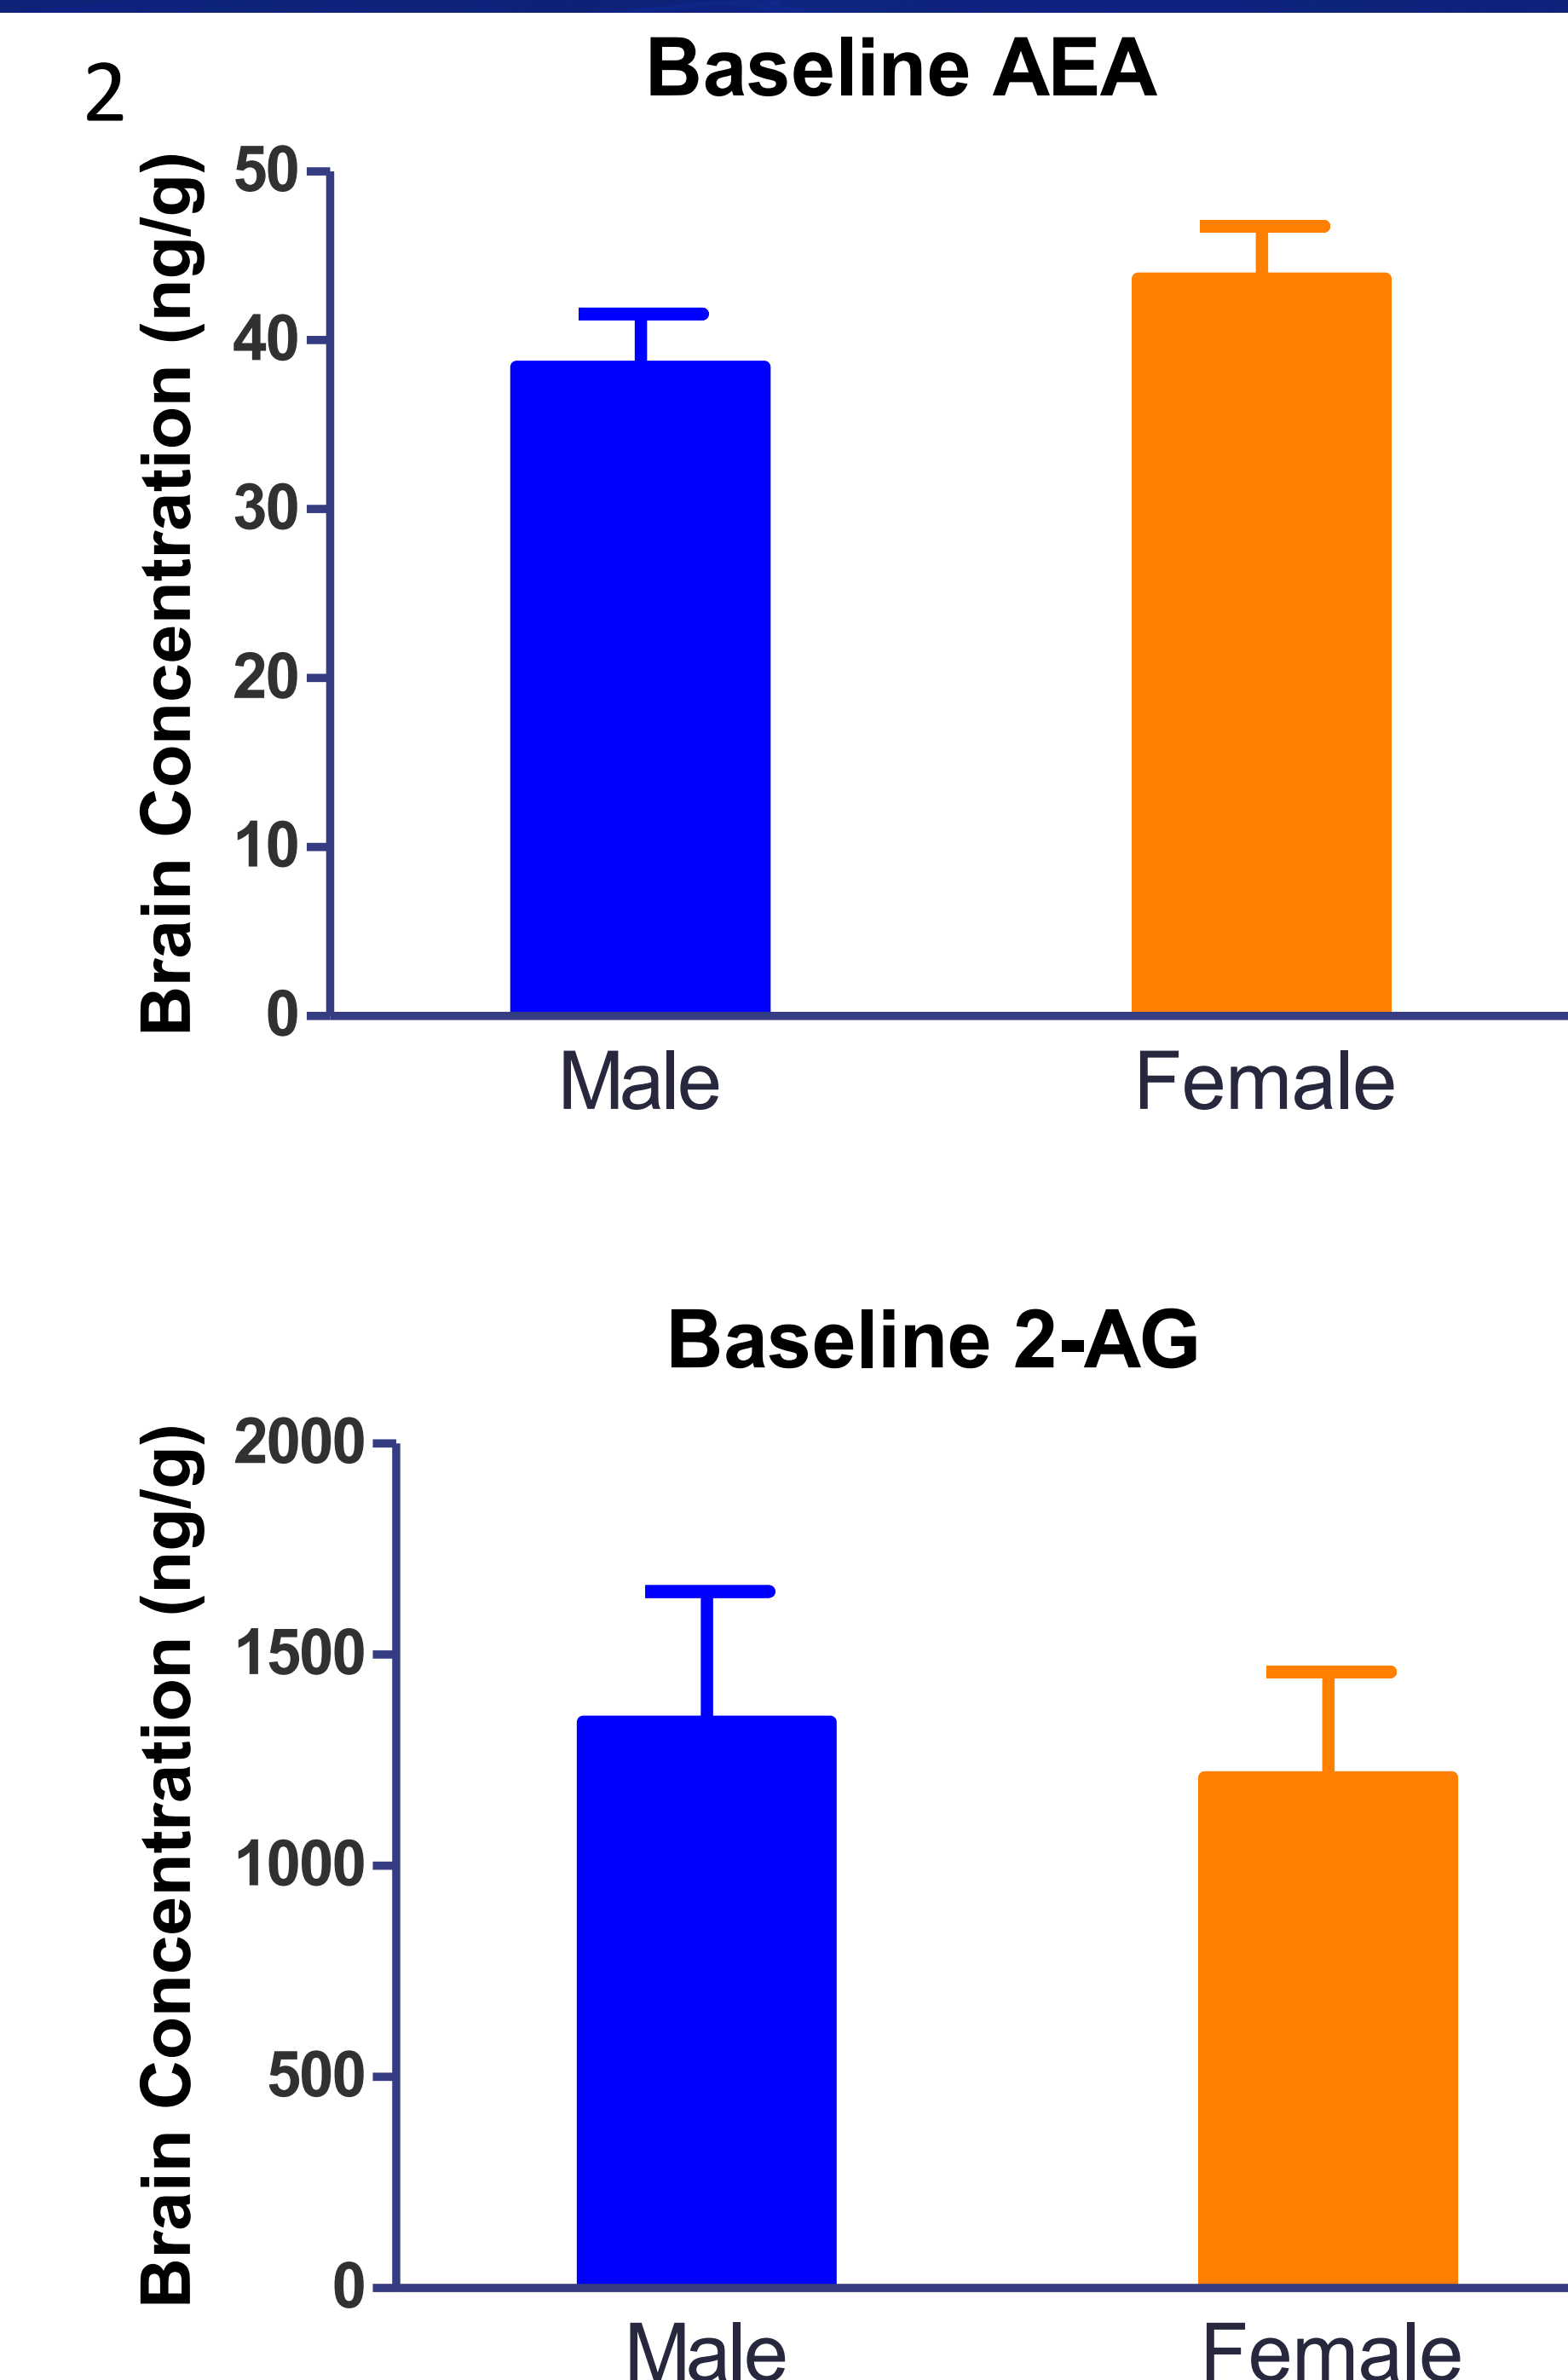 2
Baseline AEA
Brain Concentration (ng/g)
50
40
30
20
10
0
Male Female
Baseline 2-AG
Brain Concentration (ng/g)
2000
1500
1000
500
0
Male Female